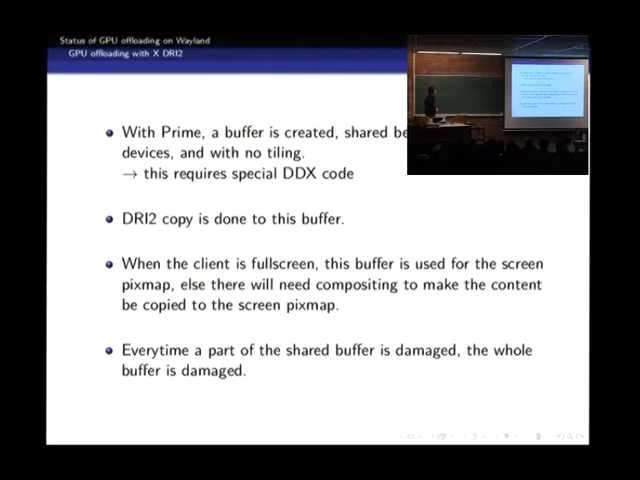 Status of GPU offloading on Wayland
GPU offloading with X DRI2
With Prime, a buffer is created, shared be
devices, and with no tiling.
→ this requires special DDX code
DRI2 copy is done to this buffer.
When the client is fullscreen, this buffer is used for the screen
pixmap, else there will need compositing to make the content
be copied to the screen pixmap.
Everytime a part of the shared buffer is damaged, the whole
buffer is damaged.